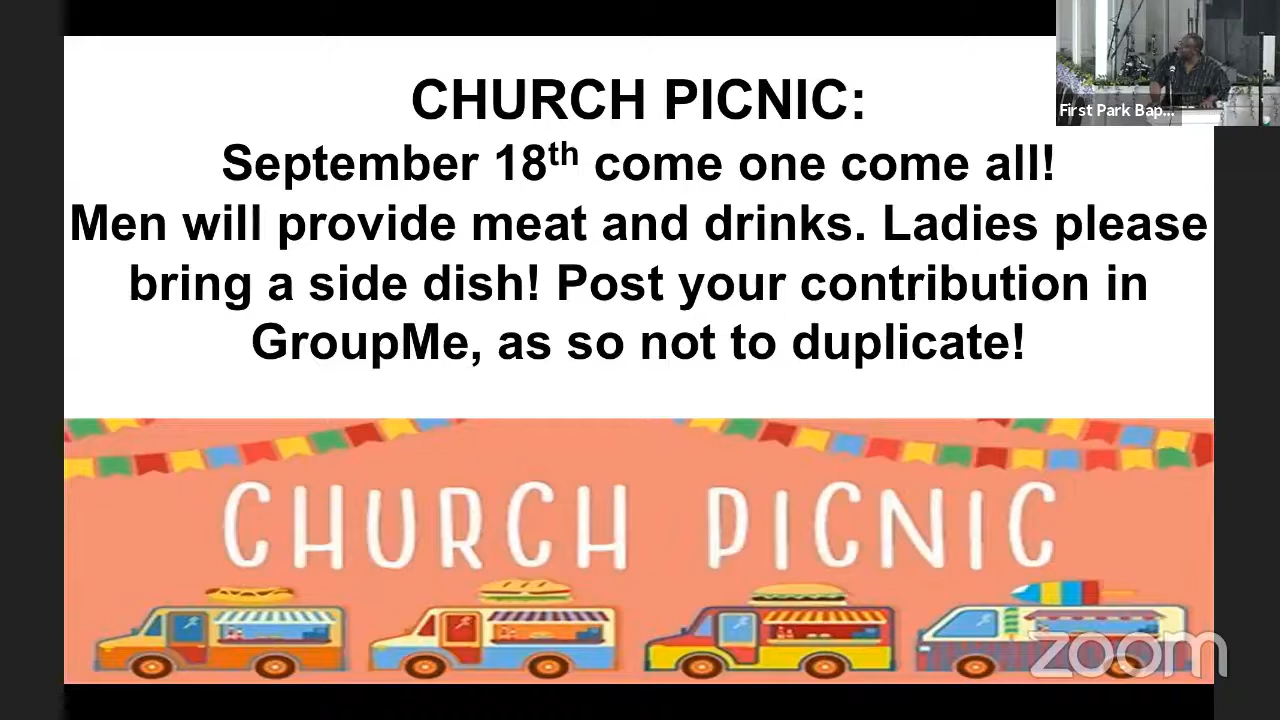 CHURCH PICNIC:
September 18th come one come all!
Men will provide meat and drinks. Ladies please
bring a side dish! Post your contribution in
GroupMe, as so not to duplicate!
First Park Bap...
CHURCH PICNIC
zoom